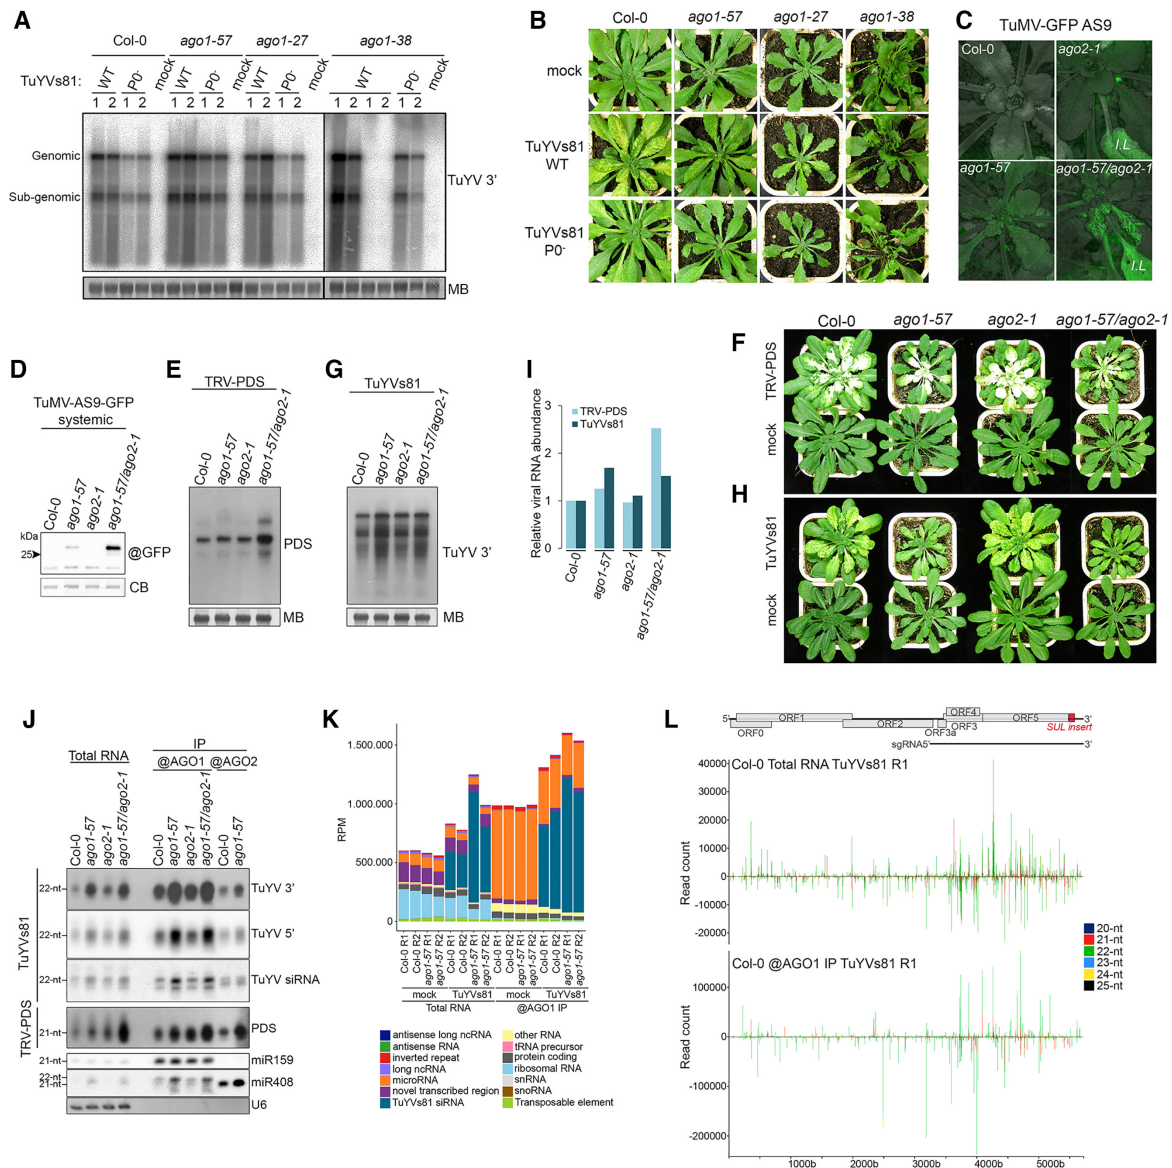 A
Col-0 ago1-57 ago1-27 ago1-38
TuYVs81: WT P0- mock WT P0- mock WT P0- mock
1 2 1 2 1 2 1 2 1 2 1 2 1 2 1 2 1 2
Genomic
Sub-genomic
TuYV 3'
MB
B
Col-0 ago1-57 ago1-27 ago1-38
mock
TuYVs81
WT
TuYVs81
P0-
C
TuMV-GFP AS9
Col-0 ago2-1
I.L
ago1-57 ago1-57/ago2-1
I.L
D
TuMV-AS9-GFP
systemic
Col-0 ago1-57 ago2-1 ago1-57/ago2-1
kDa
25
@GFP
CB
E
TRV-PDS
Col-0 ago1-57 ago2-1 ago1-57/ago2-1
PDS
MB
G
TuYVs81
Col-0 ago1-57 ago2-1 ago1-57/ago2-1
TuYV 3'
MB
I
Relative viral RNA abundance
3.0
2.5
2.0
1.5
1.0
0.5
0
TRV-PDS
TuYVs81
Col-0 ago1-57 ago2-1 ago1-57/ago2-1
Col-0 ago1-57 ago2-1 ago1-57/ago2-1
F
TRV-PDS
mock
H
TuYVs81
mock
J
Total RNA IP
@AGO1 @AGO2
Col-0 ago1-57 ago2-1 ago1-57/ago2-1 Col-0 ago1-57 ago2-1 ago1-57/ago2-1 Col-0 ago1-57
TuYVs81
22-nt TuYV 3'
22-nt TuYV 5'
22-nt TuYV siRNA
TRV-PDS
21-nt PDS
21-nt miR159
22-nt
21-nt miR408
U6
K
RPM
1.500.000
1.000.000
500.000
0
Col-0 R1 Col-0 R2 ago1-57 R1 ago1-57 R2 Col-0 R1 Col-0 R2 ago1-57 R1 ago1-57 R2 Col-0 R1 Col-0 R2 ago1-57 R1 ago1-57 R2 Col-0 R1 Col-0 R2 ago1-57 R1 ago1-57 R2
mock TuYVs81 mock TuYVs81
Total RNA @AGO1 IP
antisense long ncRNA
antisense RNA
inverted repeat
long ncRNA
microRNA
novel transcribed region
TuYVs81 siRNA
other RNA
tRNA precursor
protein coding
ribosomal RNA
snRNA
snoRNA
Transposable element
L
5' ORF1 ORF4 ORF5 3'
ORF0 ORF2 ORF3a ORF3 SUL insert
sgRNA5' 3'
Col-0 Total RNA TuYVs81 R1
Read count
40000
30000
20000
10000
0
-10000
-20000
Col-0 @AGO1 IP TuYVs81 R1
Read count
100000
0
-100000
-200000
1000b 2000b 3000b 4000b 5000b
20-nt
21-nt
22-nt
23-nt
24-nt
25-nt